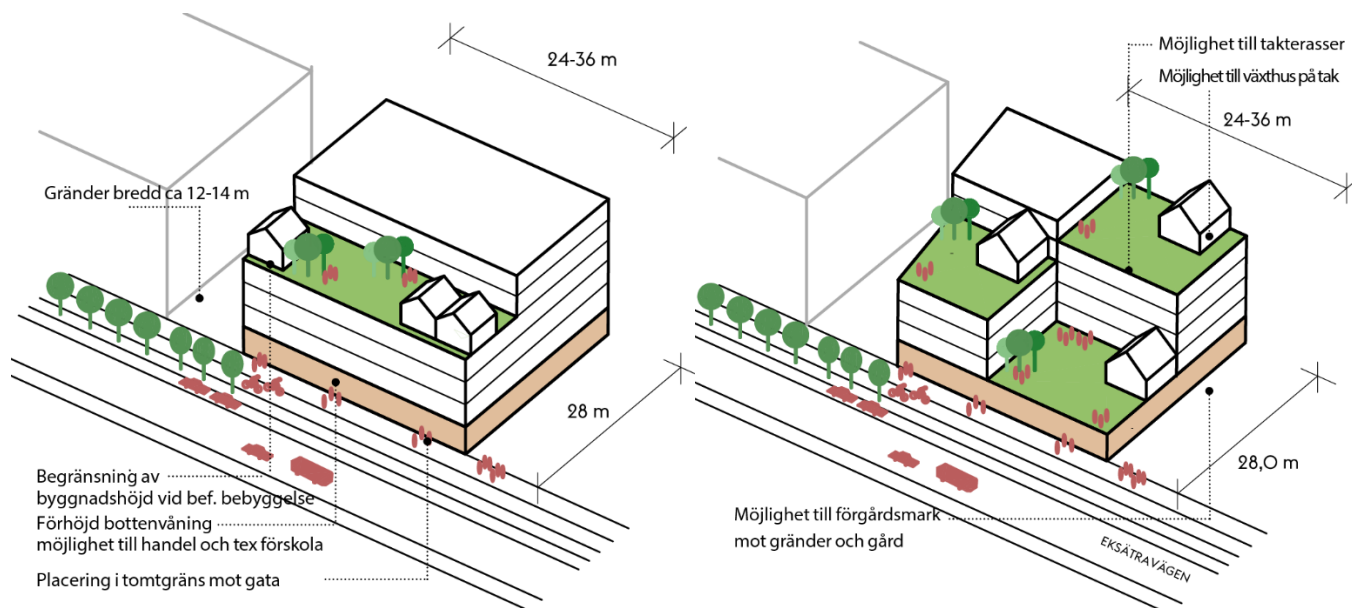 24-36 m
Gränder bredd ca 12-14 m
28 m
Begränsning av
byggnadshöjd vid bef. bebyggelse
Förhöjd bottenvåning
möjlighet till handel och tex förskola
Placering i tomtgräns mot gata
Möjlighet till takterasser
Möjlighet till växthus på tak
24-36 m
28,0 m
Möjlighet till förgårdsmark
mot gränder och gård
EKSÄTRAVÄGEN